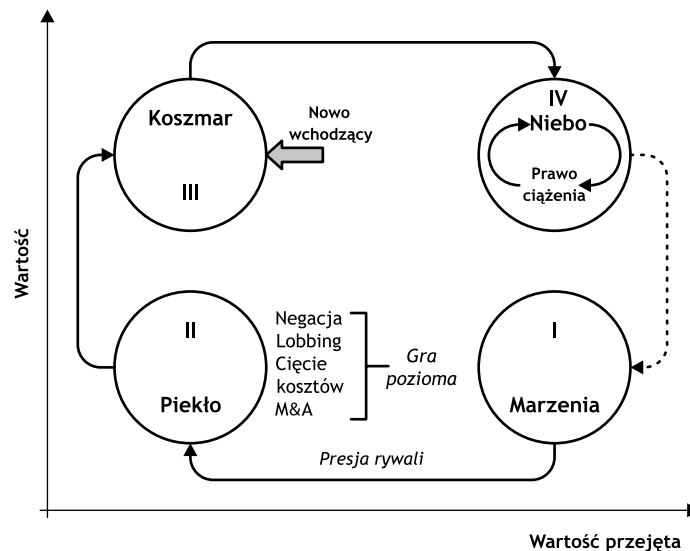 Wartość
Koszmar
III
Nowo
wchodzący
IV
Niebo
Prawo
ciążenia
II
Piekło
Negacja
Lobbing
Cięcie
kosztów
M&A
Gra
pozioma
I
Marzenia
Presja rywali
Wartość przejęta